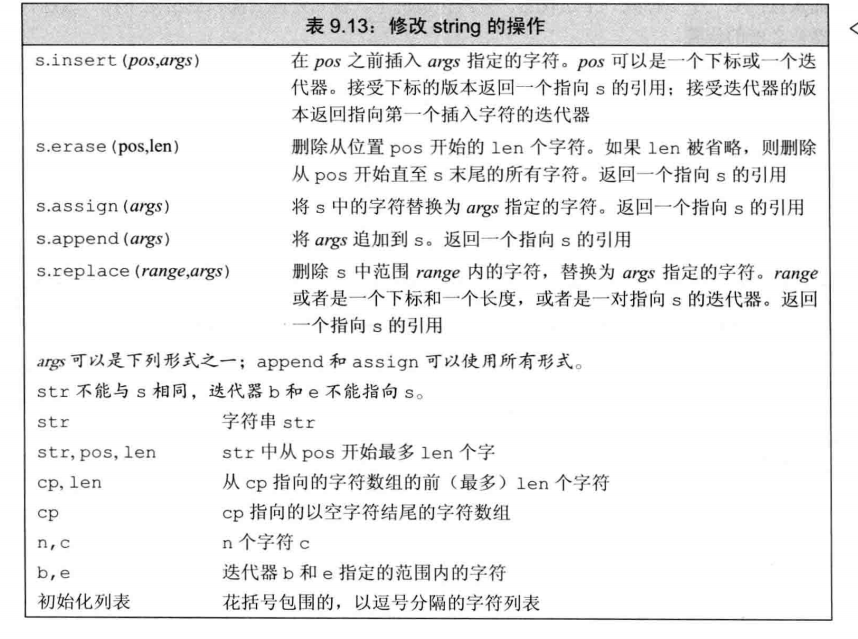 表 9.13：修改 string 的操作
s.insert(pos,args) 在 pos 之前插入 args 指定的字符。pos 可以是一个下标或一个迭
代器。接受下标的版本返回一个指向 s 的引用；接受迭代器的版
本返回指向第一个插入字符的迭代器
s.erase(pos,len) 删除从位置 pos 开始的 len 个字符。如果 len 被省略，则删除
从 pos 开始直至 s 末尾的所有字符。返回一个指向 s 的引用
s.assign(args) 将 s 中的字符替换为 args 指定的字符。返回一个指向 s 的引用
s.append(args) 将 args 追加到 s。返回一个指向 s 的引用
s.replace(range,args) 删除 s 中范围 range 内的字符，替换为 args 指定的字符。range
或者是一个下标和一个长度，或者是一对指向 s 的迭代器。返回
一个指向 s 的引用
args 可以是下列形式之一；append 和 assign 可以使用所有形式。
str 不能与 s 相同，迭代器 b 和 e 不能指向 s。
str 字符串 str
str,pos,len str 中从 pos 开始最多 len 个字
cp,len 从 cp 指向的字符数组的前（最多）len 个字符
cp cp 指向的以空字符结尾的字符数组
n,c n 个字符 c
b,e 迭代器 b 和 e 指定的范围内的字符
初始化列表 花括号包围的，以逗号分隔的字符列表